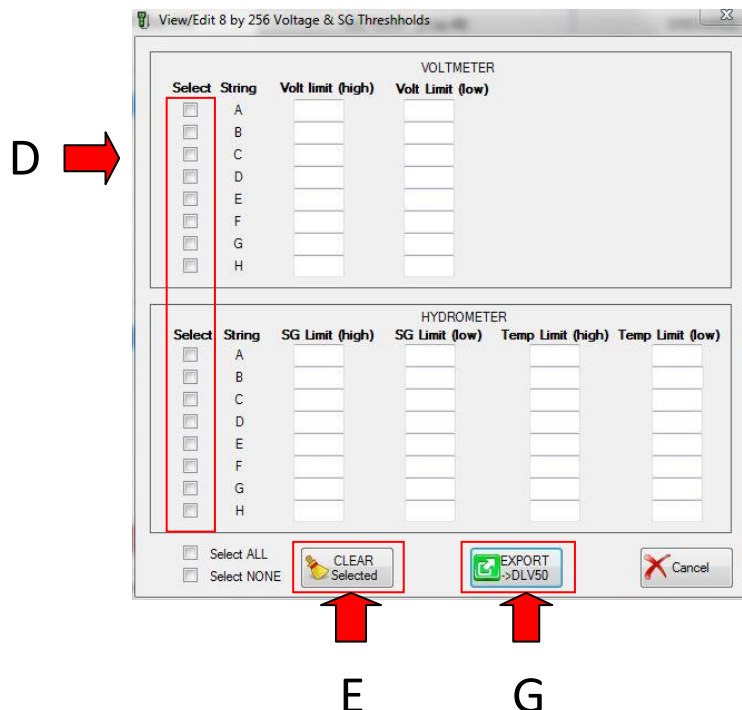 View/Edit 8 by 256 Voltage & SG Threshholds
VOLTMETER
Select String Volt limit (high) Volt Limit (low)
A
B
C
D
D
E
F
G
H
HYDROMETER
Select String SG Limit (high) SG Limit (low) Temp Limit (high) Temp Limit (low)
A
B
C
D
E
F
G
H
Select ALL
Select NONE
CLEAR
Selected
EXPORT
->DLV50
Cancel
E G